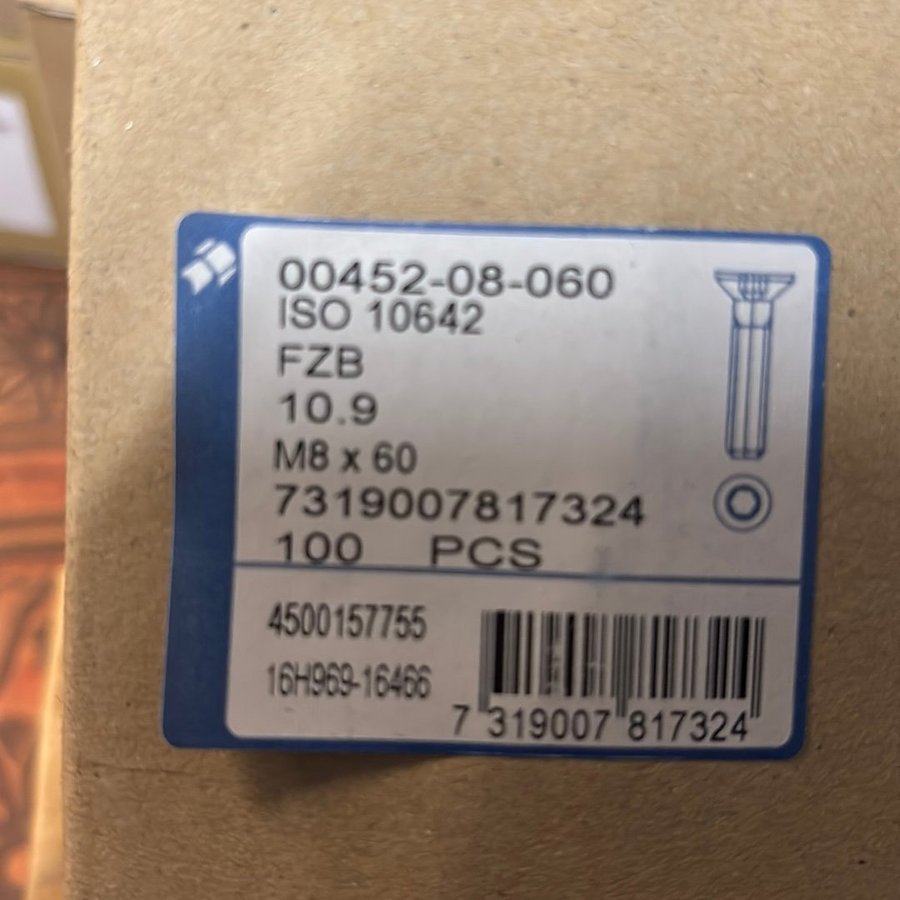 00452-08-060
ISO 10642
FZB
10.9
M8 x 60
7319007817324
100 PCS
4500157755
16H969-16466
7 319007 817324